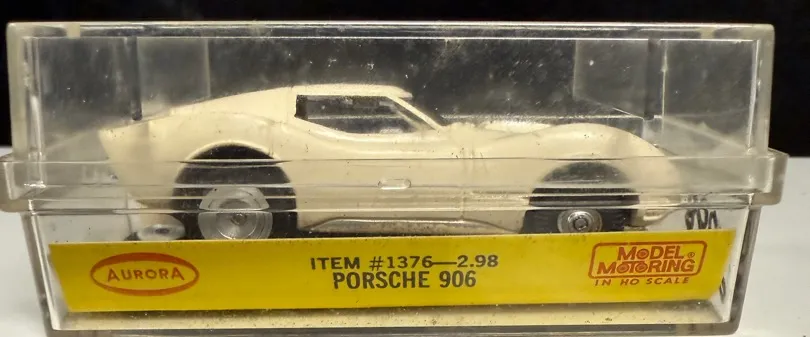 AURORA
ITEM #1376—2.98
PORSCHE 906
MODEL
MOTORING®
IN HO SCALE